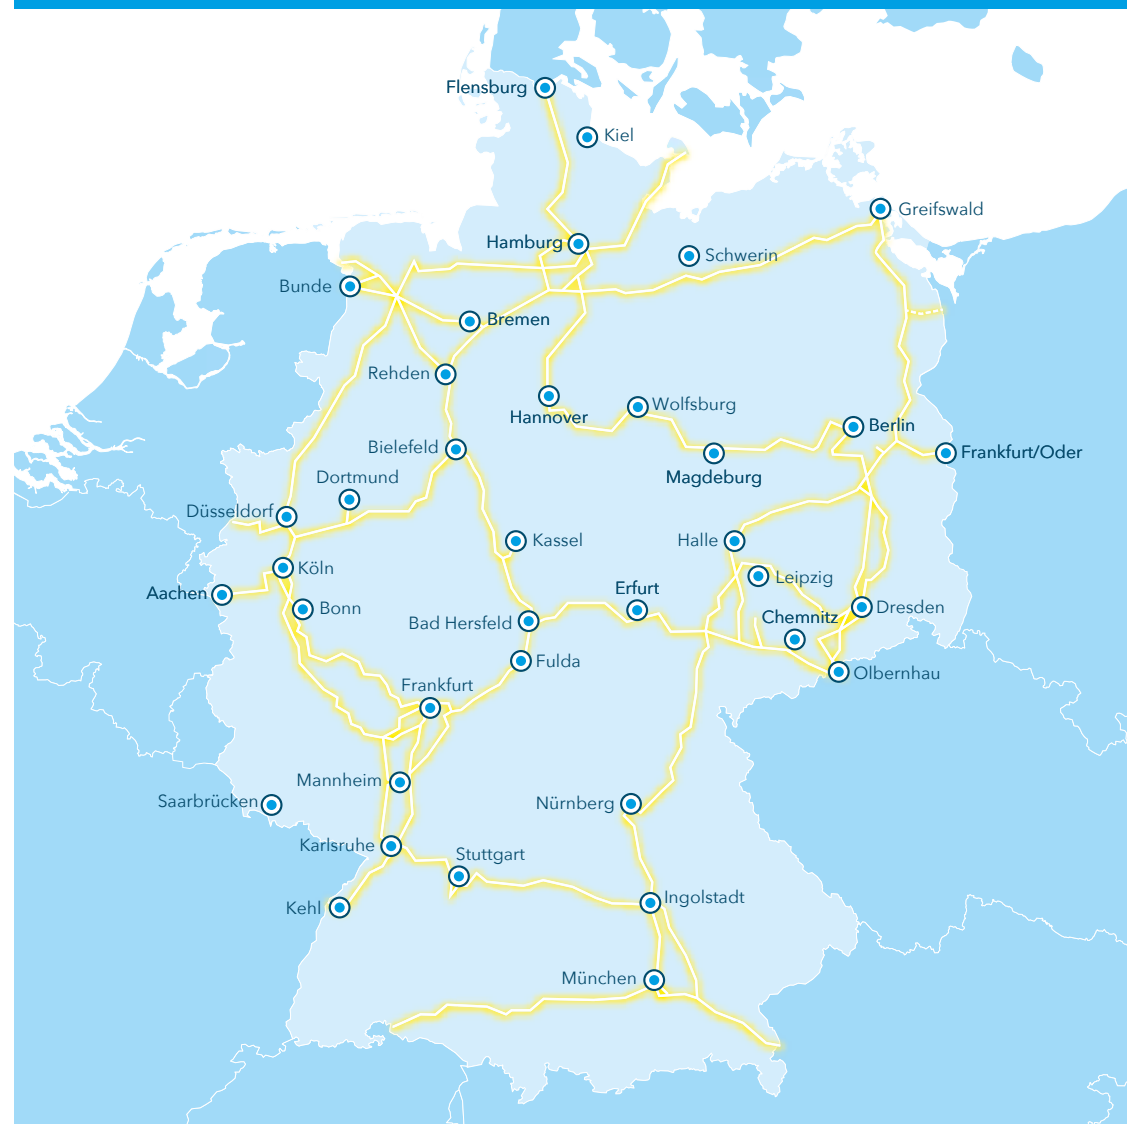 Flensburg
Kiel
Greifswald
Hamburg
Schwerin
Bunde
Bremen
Rehden
Wolfsburg
Hannover
Berlin
Bielefeld
Frankfurt/Oder
Magdeburg
Dortmund
Düsseldorf
Kassel
Halle
Köln
Leipzig
Aachen
Erfurt
Bonn
Dresden
Chemnitz
Bad Hersfeld
Fulda
Olbernhau
Frankfurt
Mannheim
Saarbrücken
Nürnberg
Karlsruhe
Stuttgart
Ingolstadt
Kehl
München